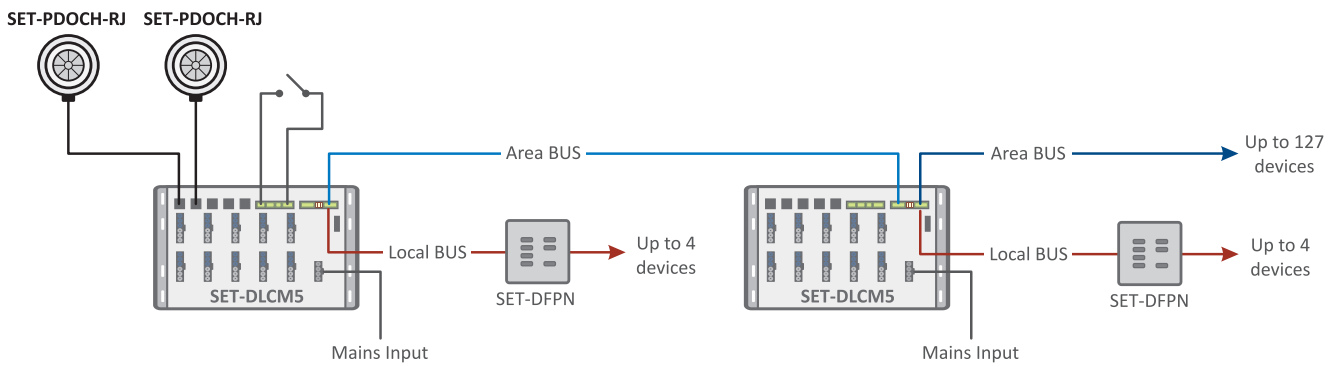 SET-PDOCH-RJ SET-PDOCH-RJ
Area BUS
Area BUS
Up to 127
devices
Local BUS
Up to 4
devices
Local BUS
Up to 4
devices
SET-DLCM5
SET-DFPN
SET-DLCM5
SET-DFPN
Mains Input
Mains Input